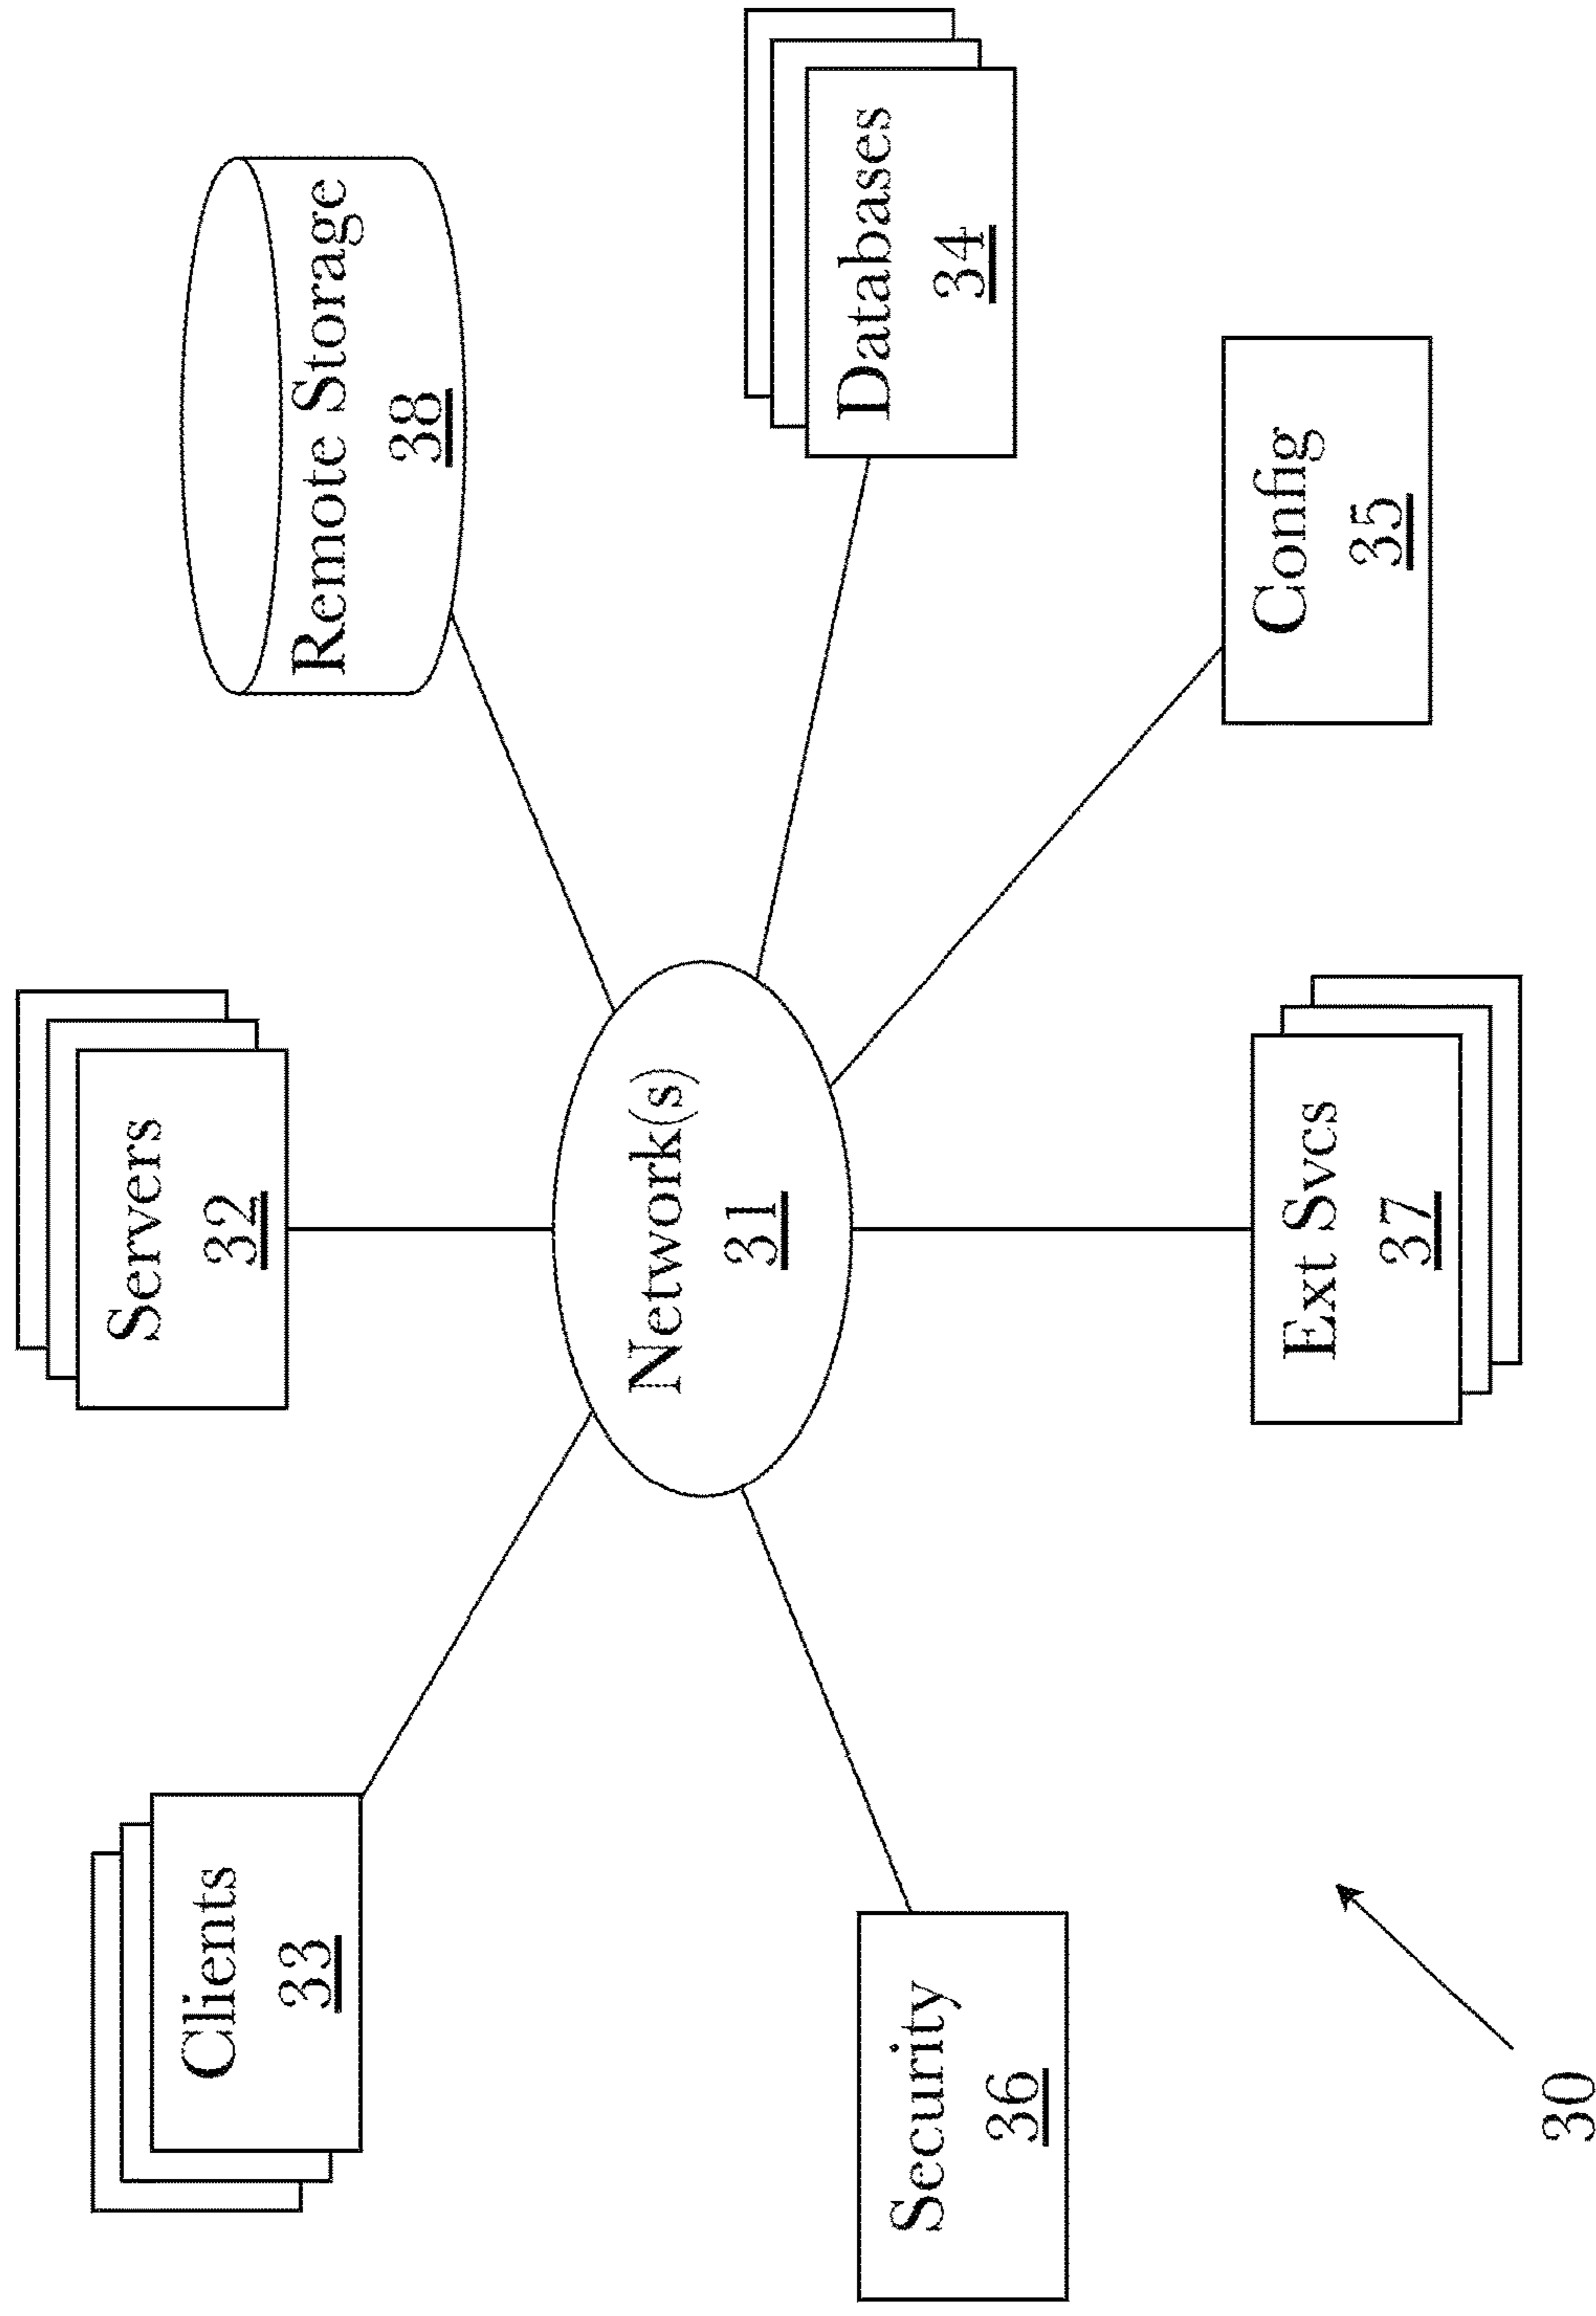 Servers
32
Remote Storage
38
Clients
33
Network(s)
31
Databases
34
Security
36
Ext Svcs
37
Config
35
30